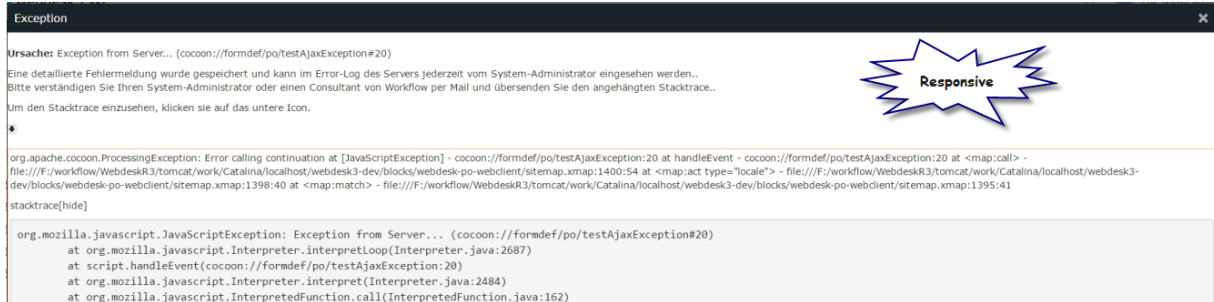 Exception
Ursache: Exception from Server... (cocoon://formdef/po/testAjaxException#20)
Eine detaillierte Fehlermeldung wurde gespeichert und kann im Error-Log des Servers jederzeit vom System-Administrator eingesehen werden..
Bitte verständigen Sie Ihren System-Administrator oder einen Consultant von Workflow per Mail und übersenden Sie den angehängten Stacktrace..
Um den Stacktrace einzusehen, klicken sie auf das untere Icon.
Responsive
org.apache.cocoon.ProcessingException: Error calling continuation at [JavaScriptException] - cocoon://formdef/po/testAjaxException:20 at handleEvent - cocoon://formdef/po/testAjaxException:20 at <map:call> -
file:///F:/workflow/WebdeskR3/tomcat/work/Catalina/localhost/webdesk3-dev/blocks/webdesk-po-webclient/sitemap.xmap:1400:54 at <map:act type="locale"> - file:///F:/workflow/WebdeskR3/tomcat/work/Catalina/localhost/webdesk3-
dev/blocks/webdesk-po-webclient/sitemap.xmap:1398:40 at <map:match> - file:///F:/workflow/WebdeskR3/tomcat/work/Catalina/localhost/webdesk3-dev/blocks/webdesk-po-webclient/sitemap.xmap:1395:41
stacktrace[hide]
org.mozilla.javascript.JavaScriptException: Exception from Server... (cocoon://formdef/po/testAjaxException#20)
at org.mozilla.javascript.Interpreter.interpretLoop(Interpreter.java:2687)
at script.handleEvent(cocoon://formdef/po/testAjaxException:20)
at org.mozilla.javascript.Interpreter.interpret(Interpreter.java:2484)
at org.mozilla.javascript.InterpretedFunction.call(InterpretedFunction.java:162)